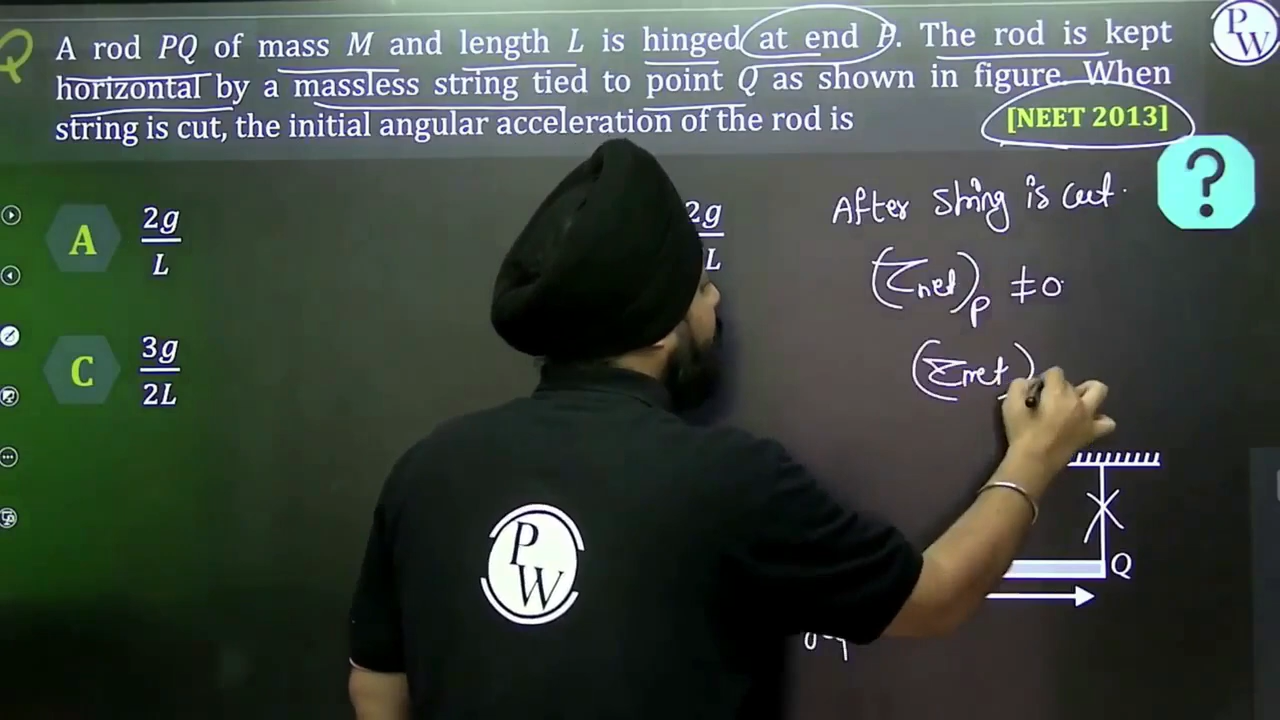 A rod PQ of mass M and length L is hinged at end P. The rod is kept
horizontal by a massless string tied to point Q as shown in figure. When
string is cut, the initial angular acceleration of the rod is
[NEET 2013]
PW
Q
?
A
2g
L
2g
L
C
3g
2L
After string is cut.
(τnet)p ≠ 0
(τnet)
Q
PW